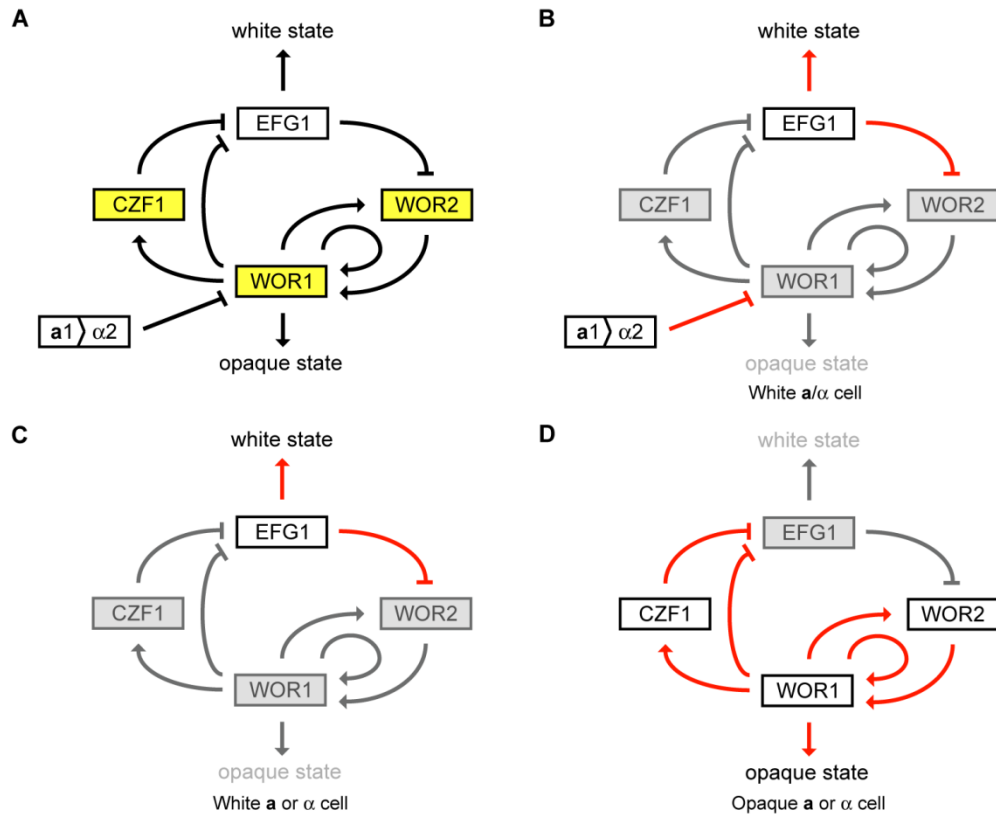 A
white state
EFG1
CZF1
WOR2
WOR1
a1 α2
opaque state
B
white state
EFG1
CZF1
WOR2
WOR1
a1 α2
opaque state
White a/α cell
C
white state
EFG1
CZF1
WOR2
WOR1
opaque state
White a or α cell
D
white state
EFG1
CZF1
WOR2
WOR1
opaque state
Opaque a or α cell